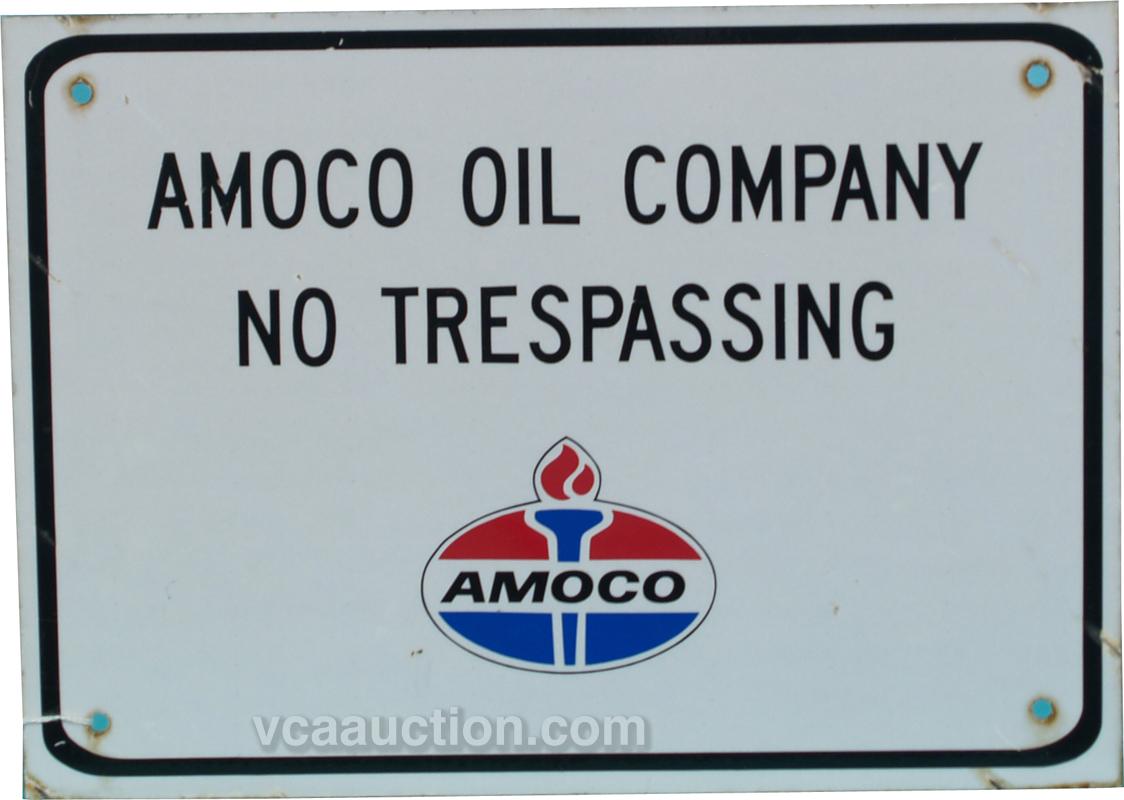 AMOCO OIL COMPANY
NO TRESPASSING
AMOCO
vcaauction.com